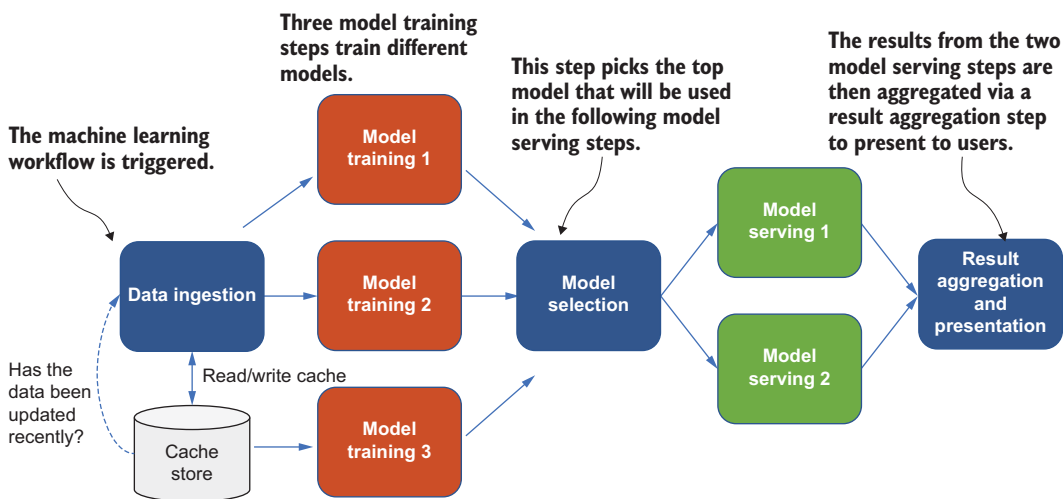 Three model training
steps train different
models.
This step picks the top
model that will be used
in the following model
serving steps.
The results from the two
model serving steps are
then aggregated via a
result aggregation step
to present to users.
The machine learning
workflow is triggered.
Model
training 1
Model
serving 1
Data ingestion
Model
training 2
Model
selection
Result
aggregation
and
presentation
Model
serving 2
Has the
data been
updated
recently?
Read/write cache
Cache
store
Model
training 3